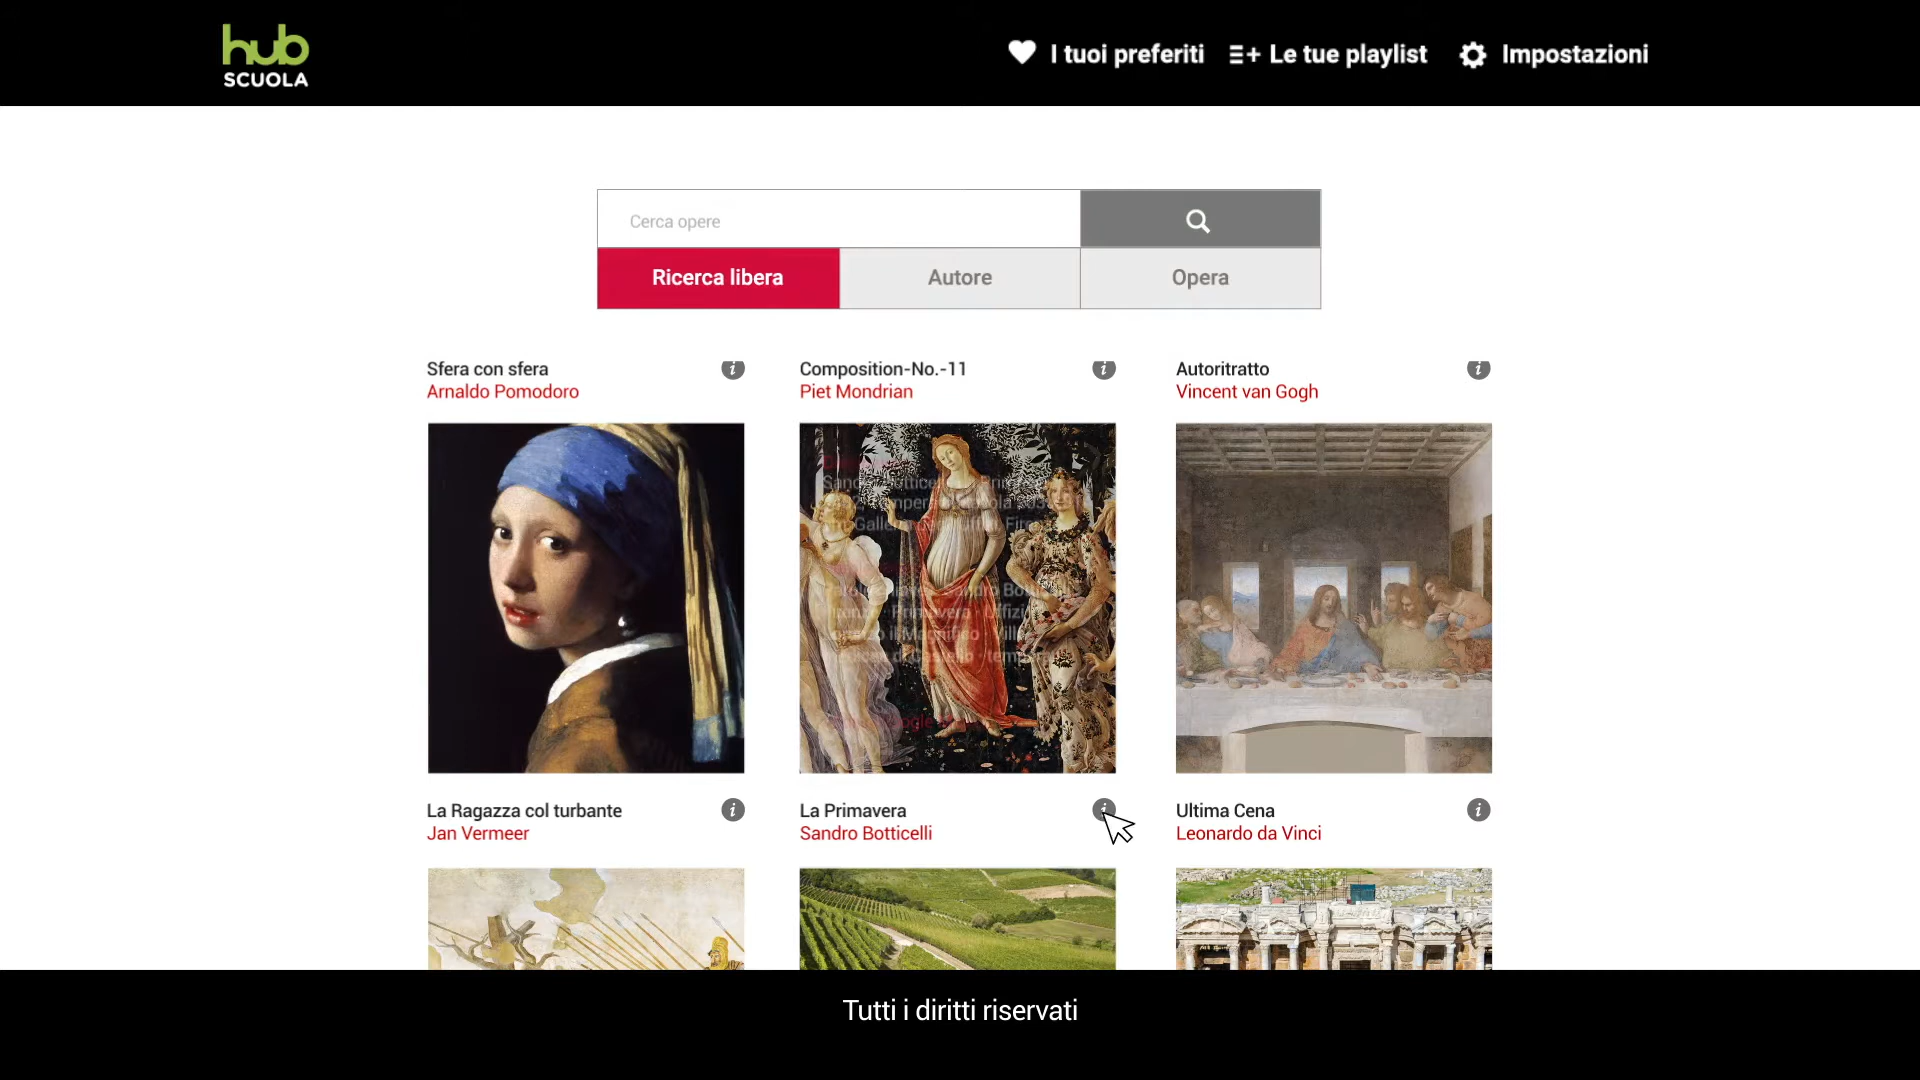 hub
SCUOLA
I tuoi preferiti
Le tue playlist
Impostazioni
Cerca opere
Ricerca libera
Autore
Opera
Sfera con sfera
Arnaldo Pomodoro
Composition-No.-11
Piet Mondrian
Autoritratto
Vincent van Gogh
La Ragazza col turbante
Jan Vermeer
La Primavera
Sandro Botticelli
Ultima Cena
Leonardo da Vinci
Tutti i diritti riservati